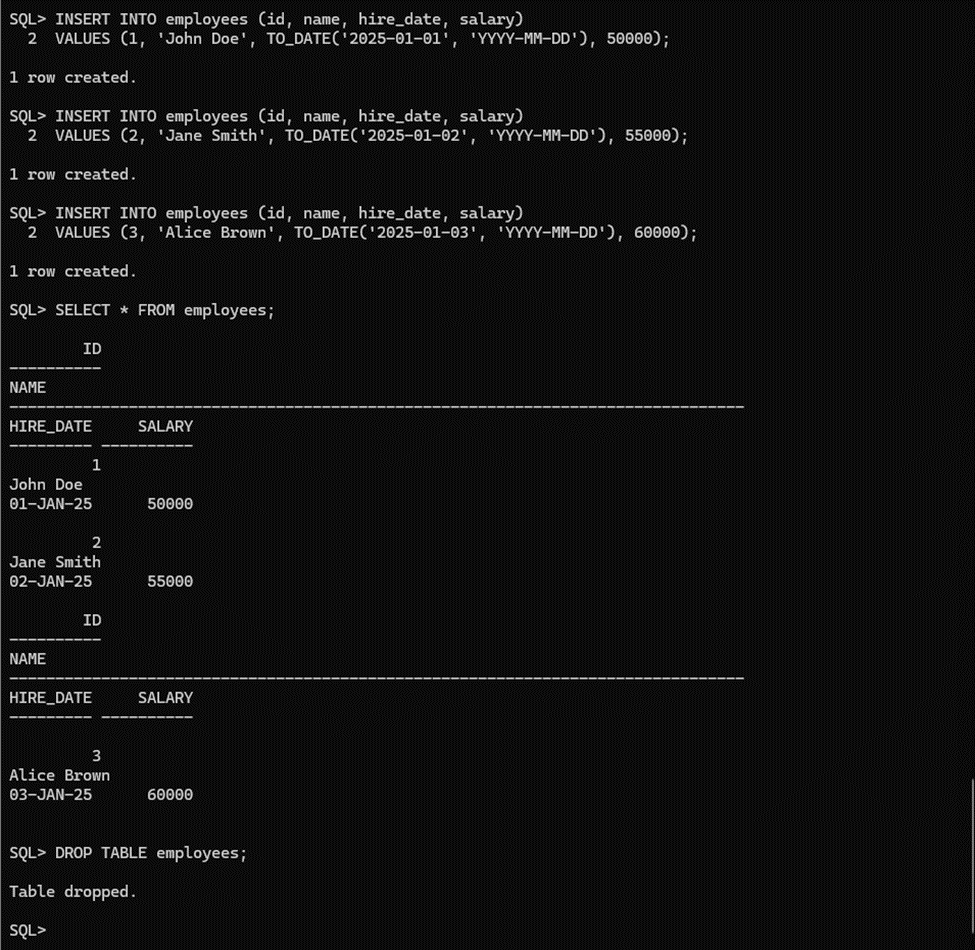 SQL> INSERT INTO employees (id, name, hire_date, salary)
  2  VALUES (1, 'John Doe', TO_DATE('2025-01-01', 'YYYY-MM-DD'), 50000);
1 row created.
SQL> INSERT INTO employees (id, name, hire_date, salary)
  2  VALUES (2, 'Jane Smith', TO_DATE('2025-01-02', 'YYYY-MM-DD'), 55000);
1 row created.
SQL> INSERT INTO employees (id, name, hire_date, salary)
  2  VALUES (3, 'Alice Brown', TO_DATE('2025-01-03', 'YYYY-MM-DD'), 60000);
1 row created.
SQL> SELECT * FROM employees;
        ID
----------
NAME
--------------------------------------------------------------------------------
HIRE_DATE     SALARY
--------- ----------
         1
John Doe
01-JAN-25      50000
         2
Jane Smith
02-JAN-25      55000
        ID
----------
NAME
--------------------------------------------------------------------------------
HIRE_DATE     SALARY
--------- ----------
         3
Alice Brown
03-JAN-25      60000
SQL> DROP TABLE employees;
Table dropped.
SQL>